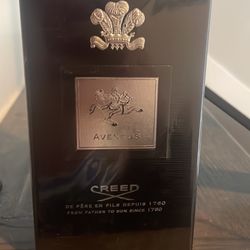 AVENTUS
CREED
DE PÈRE EN FILS DEPUIS 1760
FROM FATHER TO SON SINCE 1760